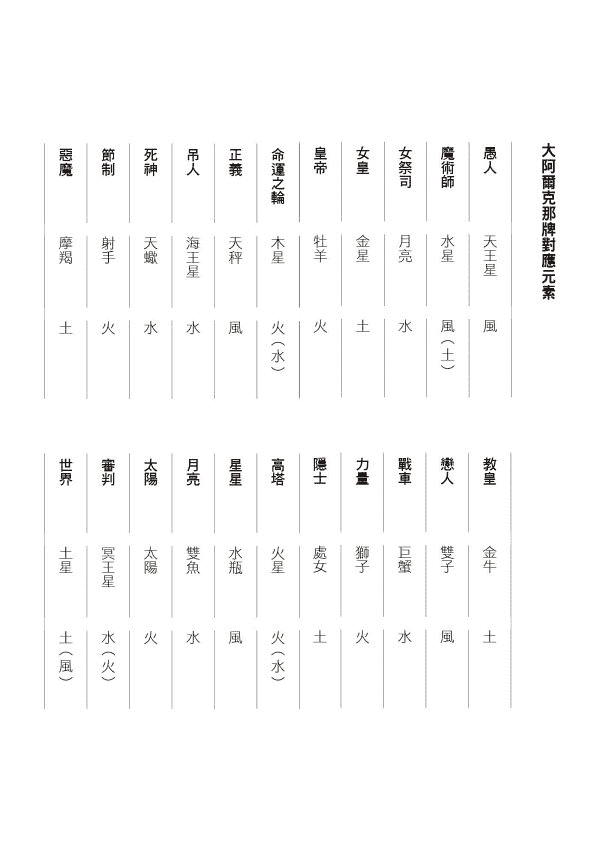 大阿爾克那牌對應元素
愚人 天王星 風
魔術師 水星 風（土）
女祭司 月亮 水
女皇 金星 土
皇帝 牡羊 火
命運之輪 木星 火（水）
正義 天秤 風
吊人 海王星 水
死神 天蠍 水
節制 射手 火
惡魔 摩羯 土
教皇 金牛 土
戀人 雙子 風
戰車 巨蟹 水
力量 獅子 火
隱士 處女 土
高塔 火星 火（水）
星星 水瓶 風
月亮 雙魚 水
太陽 太陽 火
審判 冥王星 水（火）
世界 土星 土（風）